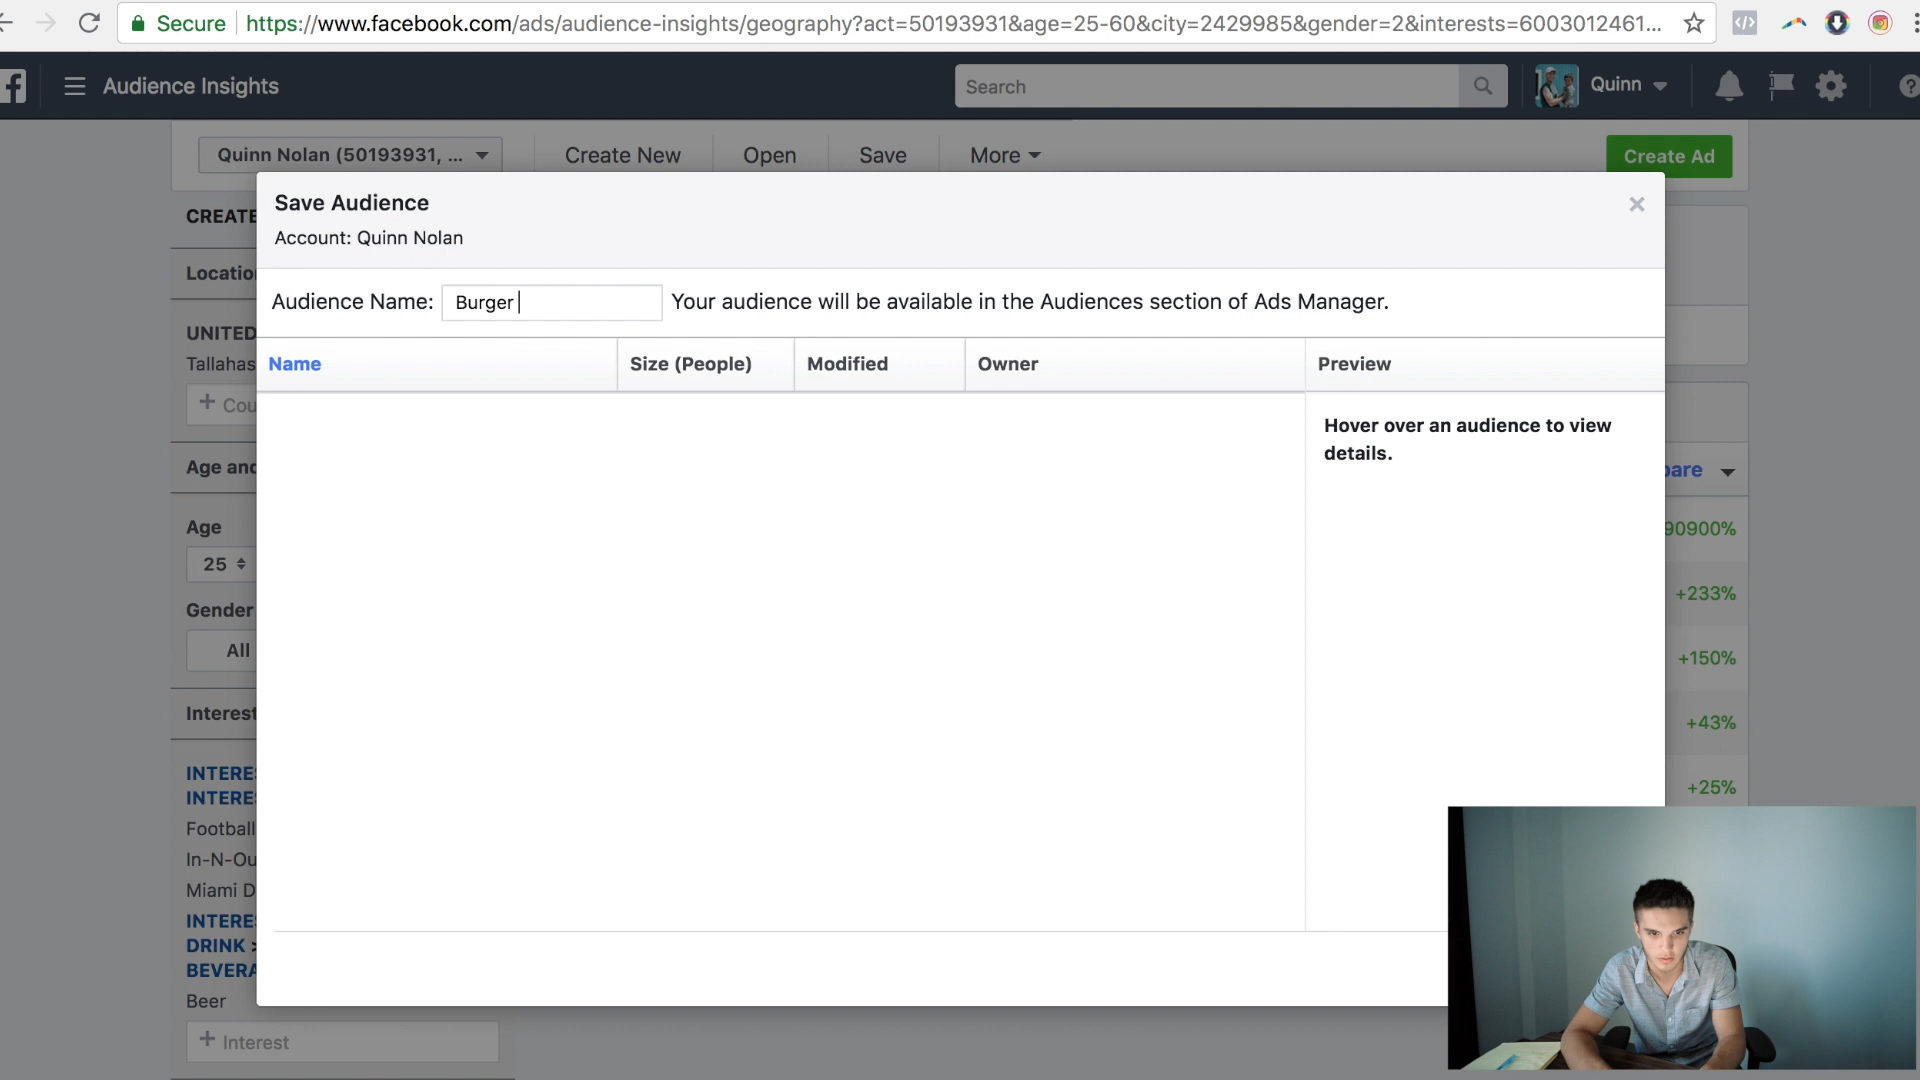 Secure
https://www.facebook.com/ads/audience-insights/geography?act=50193931&age=25-60&city=2429985&gender=2&interests=6003012461...
Audience Insights
Search
Quinn
Quinn Nolan (50193931, ...
Create New
Open
Save
More
Create Ad
Save Audience
Account: Quinn Nolan
CREATE
Audience Name:
Burger
Your audience will be available in the Audiences section of Ads Manager.
Locatio
UNITED
Tallahas
+ Cou
Name
Size (People)
Modified
Owner
Preview
Hover over an audience to view
details.
Age and
Age
25
Gender
All
Interest
INTERES
INTERES
Football
In-N-Ou
Miami D
INTERES
DRINK >
BEVERA
Beer
+ Interest
pare
90900%
+233%
+150%
+43%
+25%